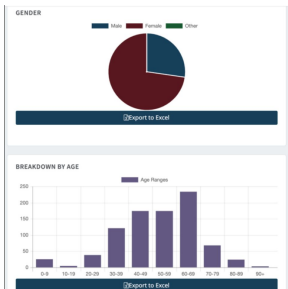 GENDER
Male Female Other
Export to Excel
BREAKDOWN BY AGE
Age Ranges
250
200
150
100
50
0
0-9 10-19 20-29 30-39 40-49 50-59 60-69 70-79 80-89 90+
Export to Excel